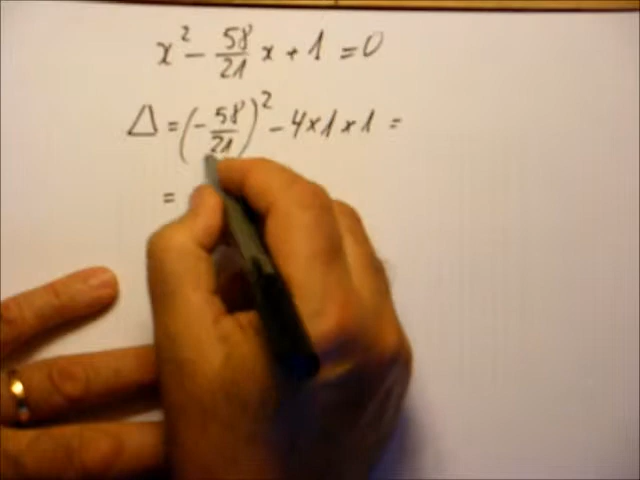 x² - 58/21 x + 1 = 0
Δ = (-58/21)² - 4 × 1 × 1 =
=